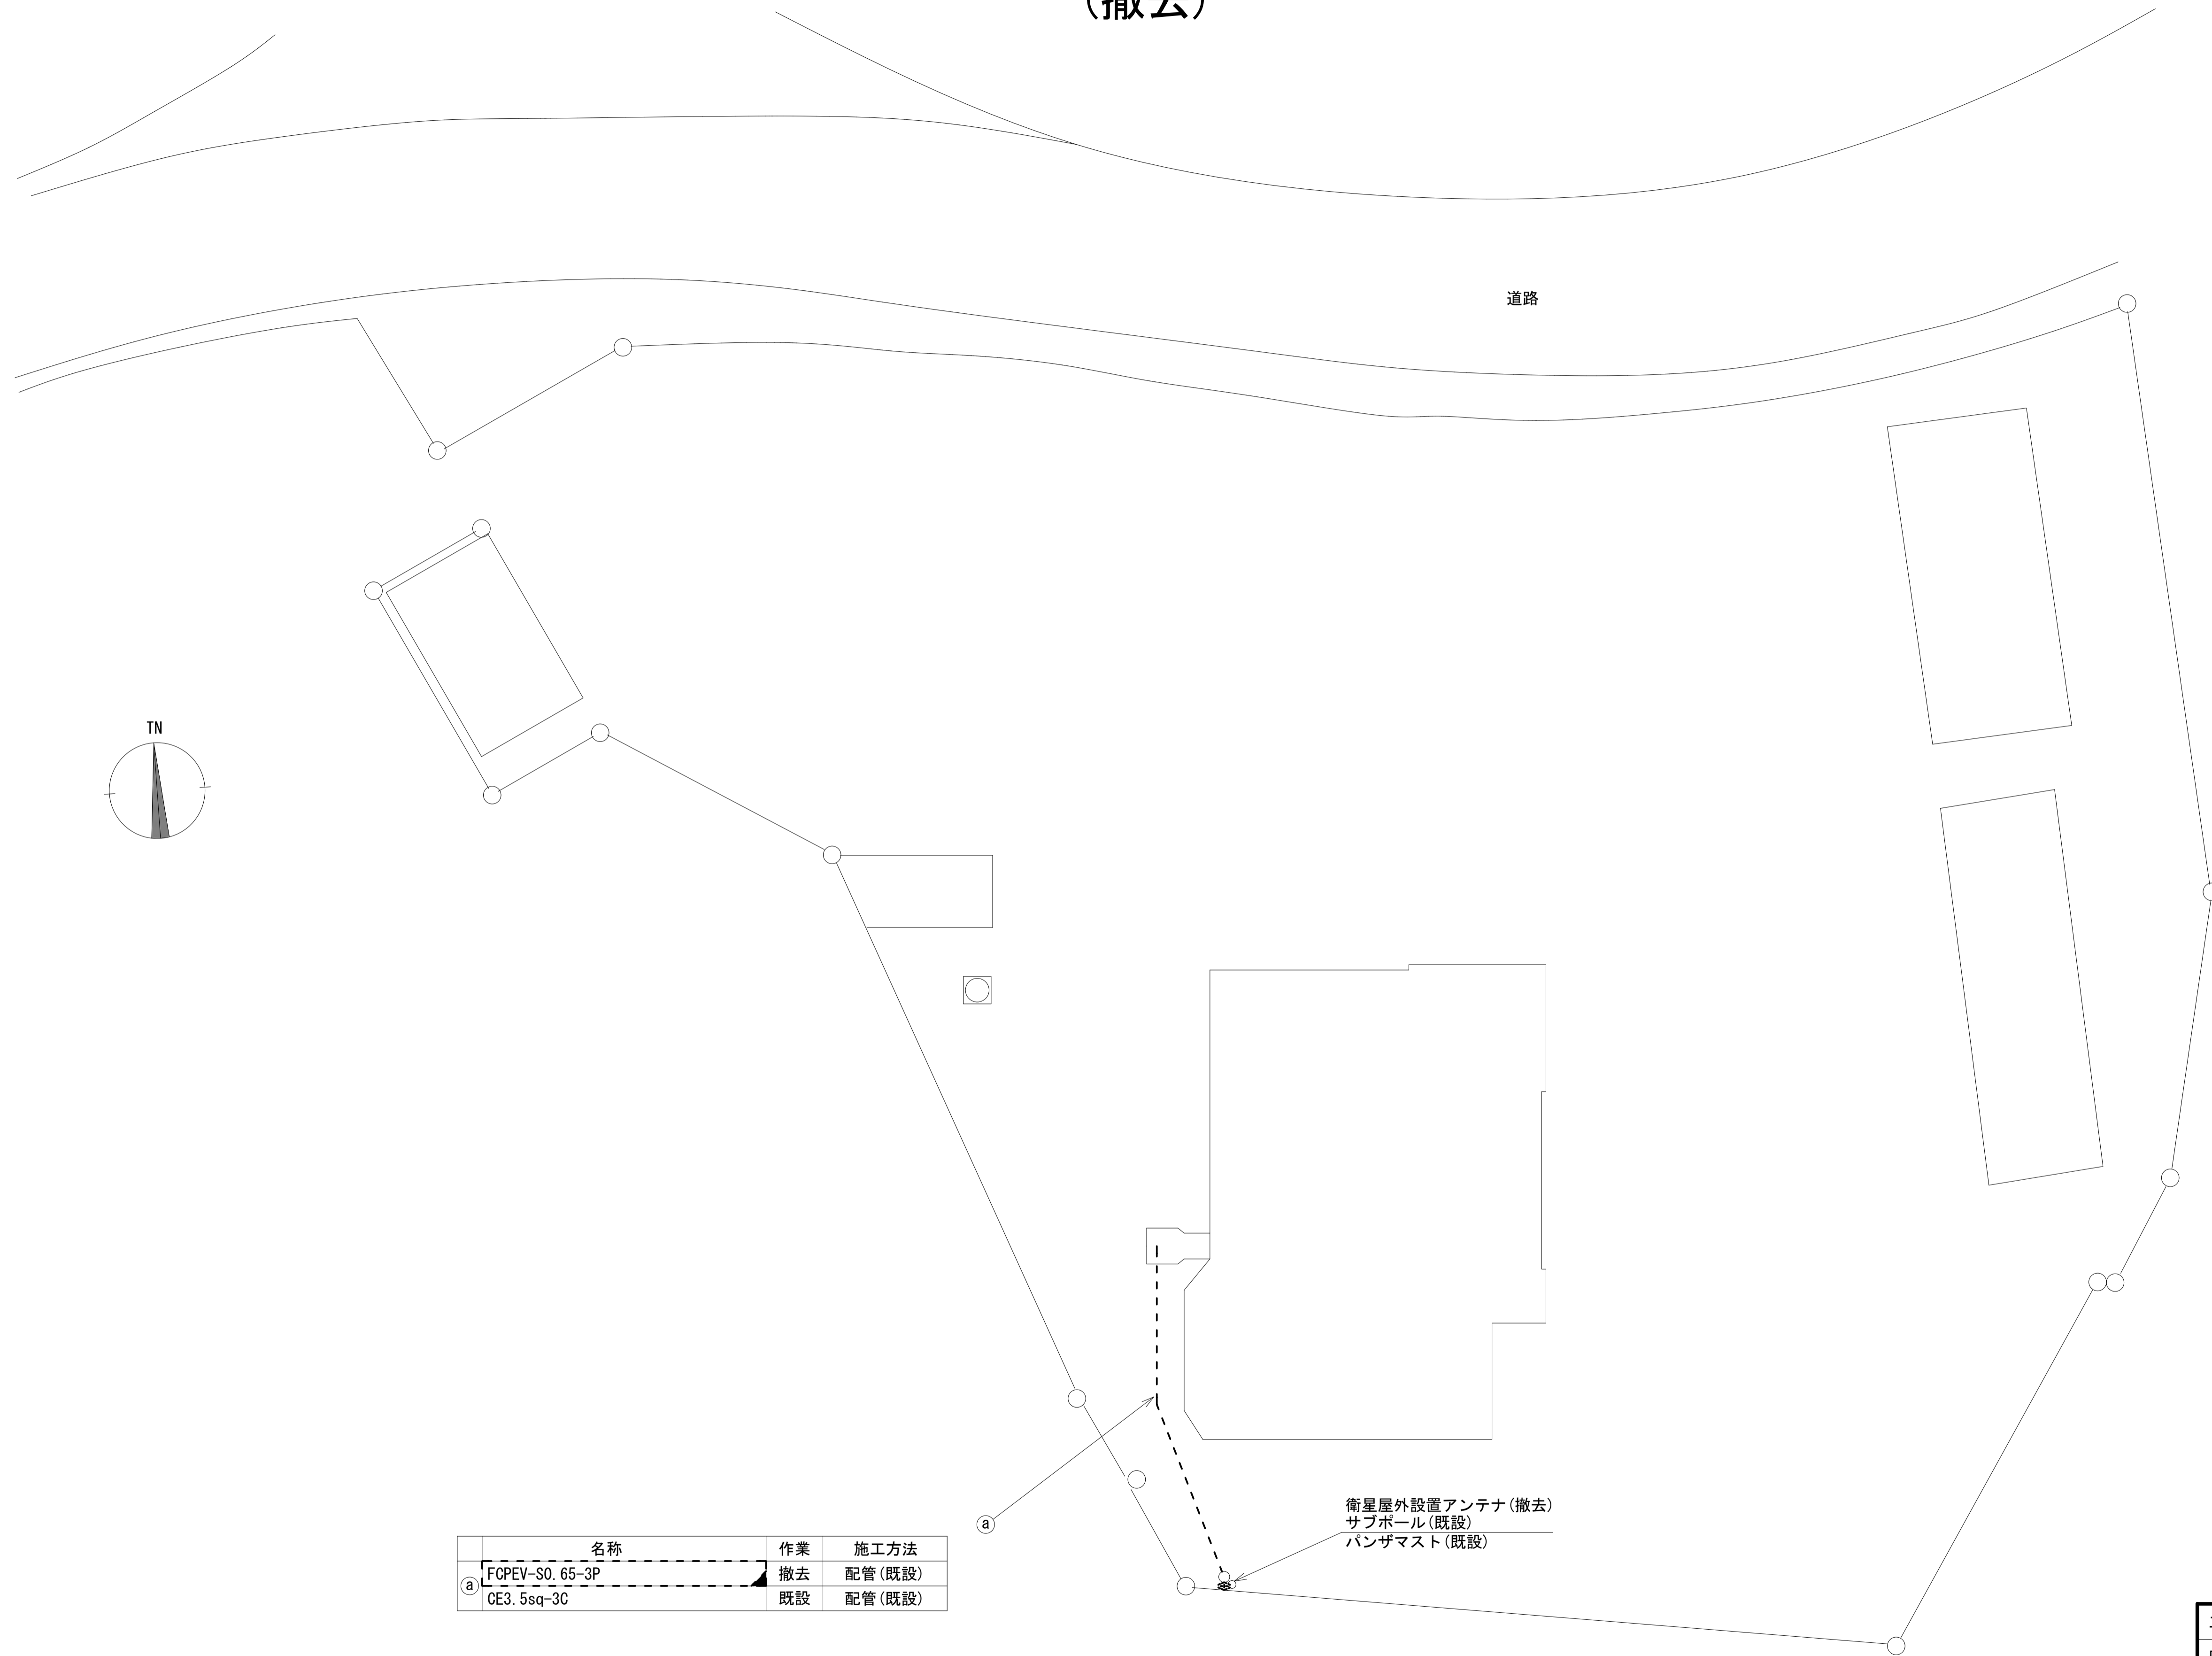 (撤去)
道路
TN
衛星屋外設置アンテナ(撤去)
サブポール(既設)
パンザマスト(既設)
a
名称 作業 施工方法
a
FCPEV-S0.65-3P 撤去 配管(既設)
CE3.5sq-3C 既設 配管(既設)